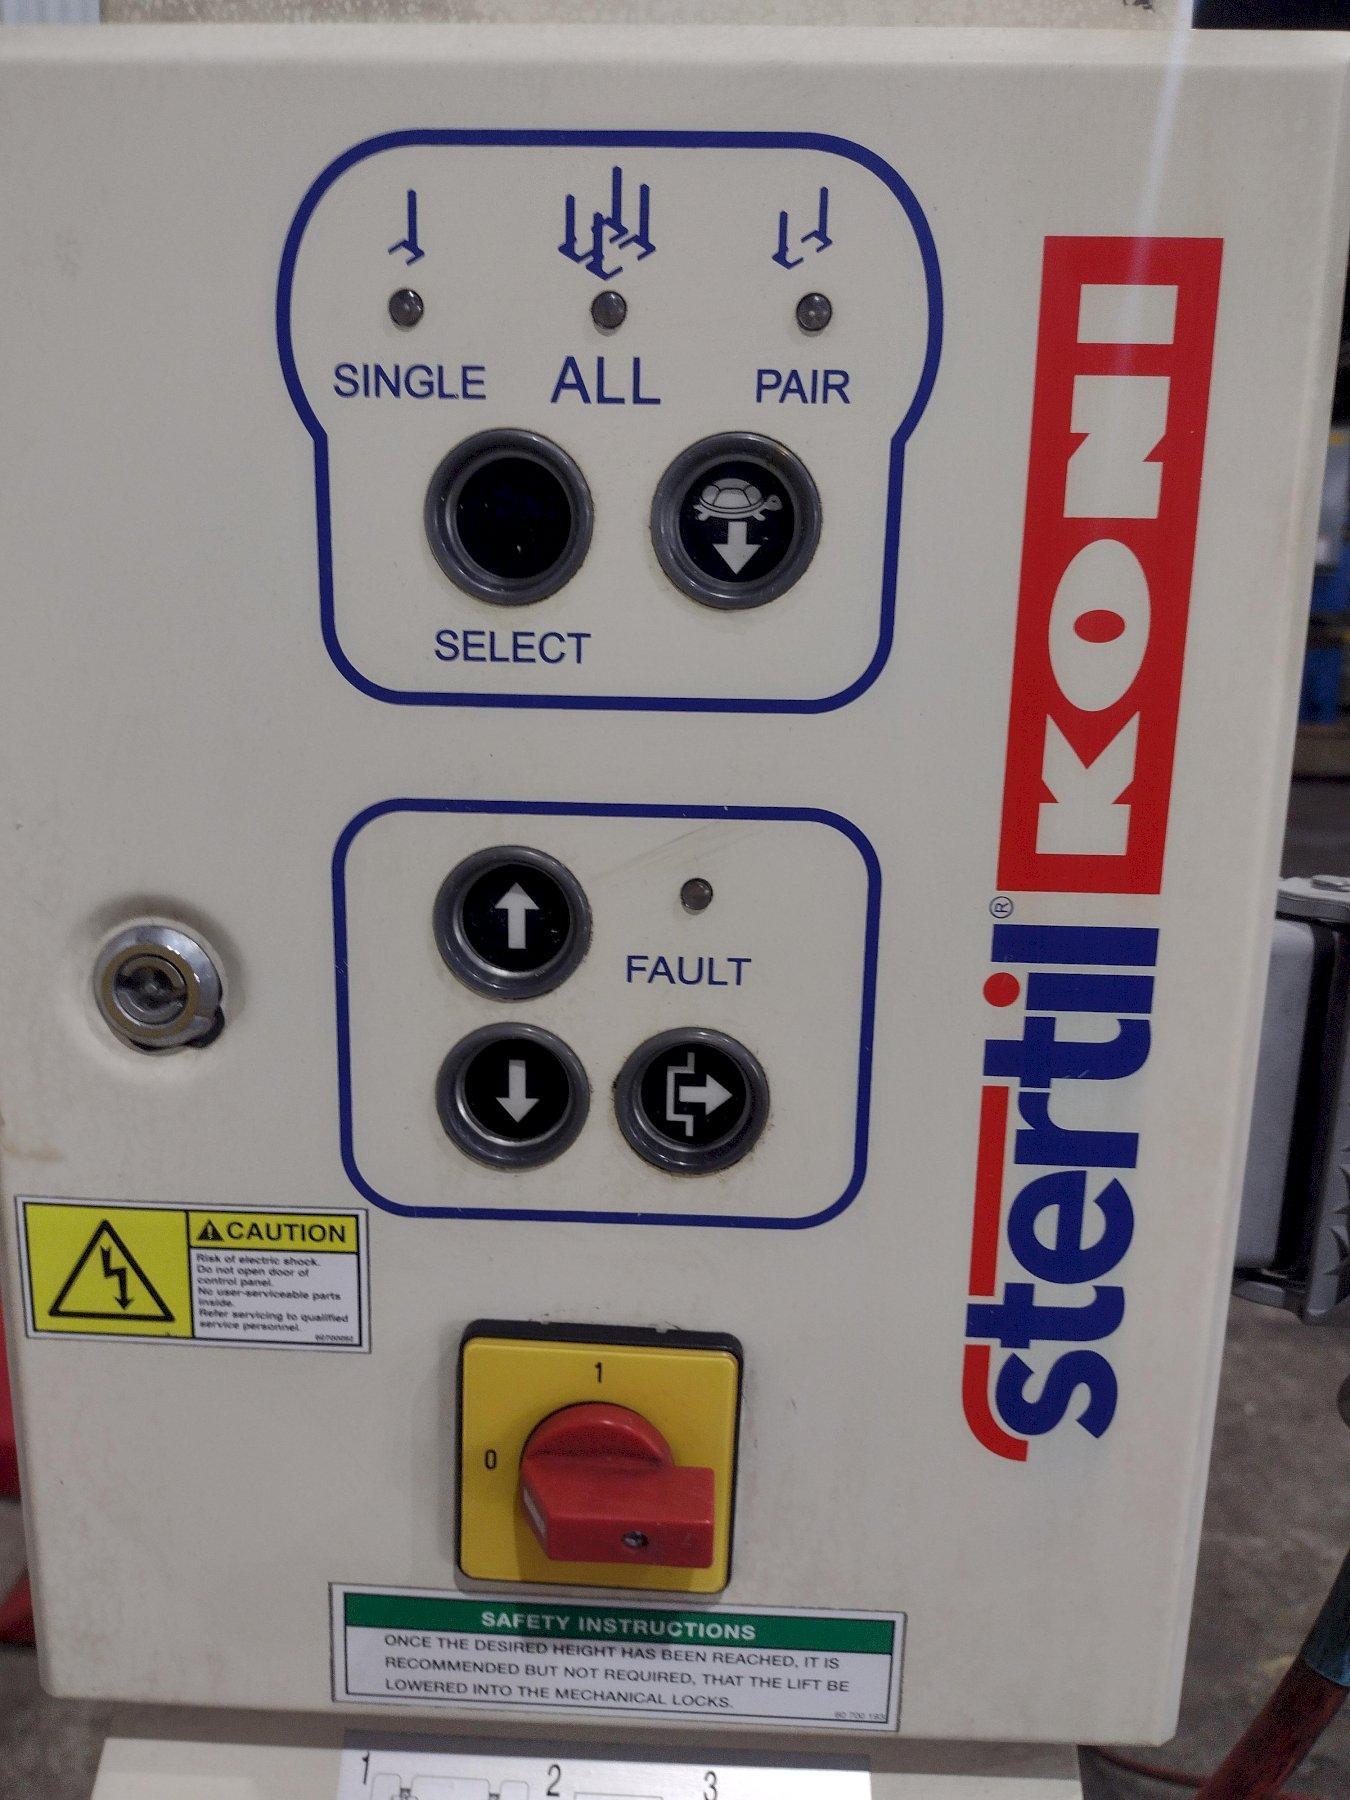 SINGLE ALL PAIR
SELECT
FAULT
stertil® KONI
CAUTION
Risk of electric shock.
Do not open door of
control panel.
No user-serviceable parts
inside.
Refer servicing to qualified
service personnel.
1
0
SAFETY INSTRUCTIONS
ONCE THE DESIRED HEIGHT HAS BEEN REACHED, IT IS
RECOMMENDED BUT NOT REQUIRED, THAT THE LIFT BE
LOWERED INTO THE MECHANICAL LOCKS.
1 2 3